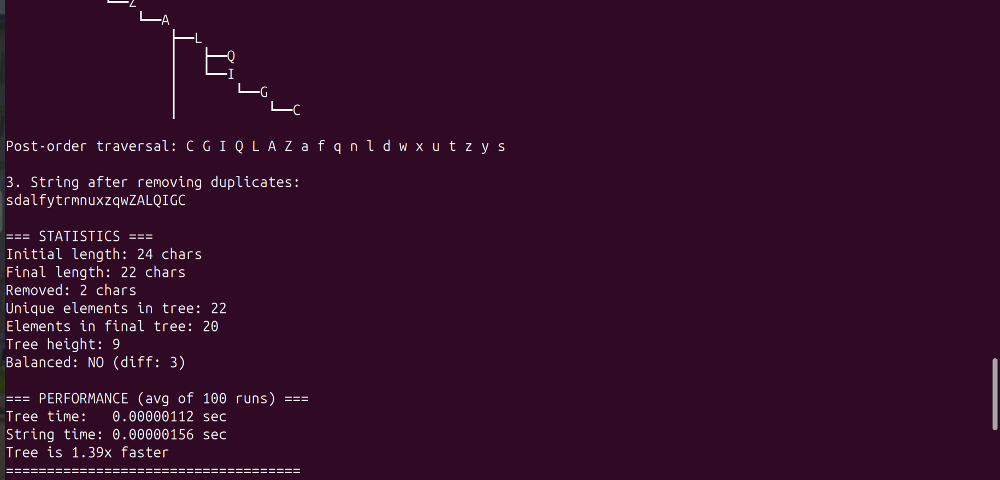 └──Z
└──A
├──L
├──Q
└──I
└──G
└──C
Post-order traversal: C G I Q L A Z a f q n l d w x u t z y s
3. String after removing duplicates:
sdalfytrmnuxzqwZALQIGC
=== STATISTICS ===
Initial length: 24 chars
Final length: 22 chars
Removed: 2 chars
Unique elements in tree: 22
Elements in final tree: 20
Tree height: 9
Balanced: NO (diff: 3)
=== PERFORMANCE (avg of 100 runs) ===
Tree time:   0.00000112 sec
String time: 0.00000156 sec
Tree is 1.39x faster
====================================